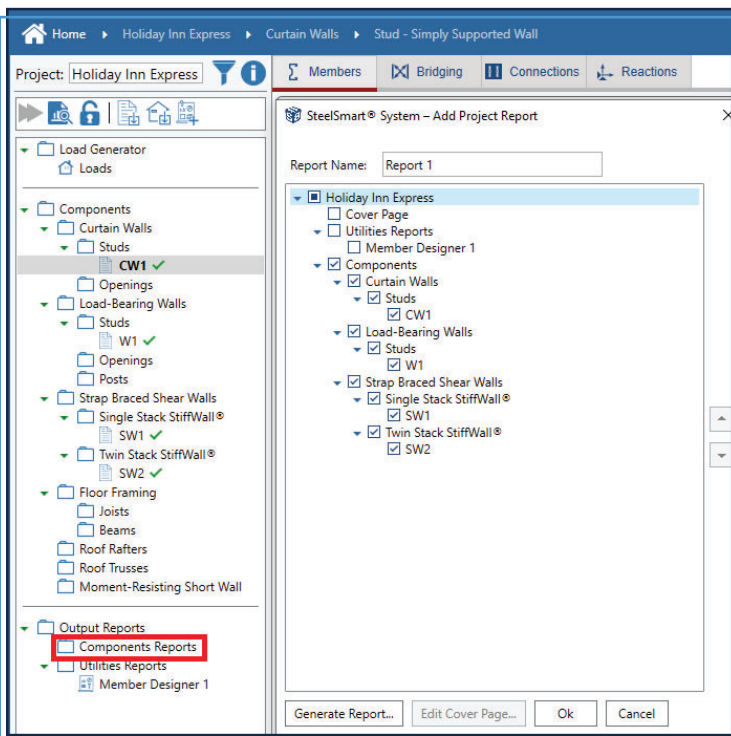 Home ▸ Holiday Inn Express ▸ Curtain Walls ▸ Stud - Simply Supported Wall
Project: Holiday Inn Express
Members Bridging Connections Reactions
Load Generator
Loads
Components
Curtain Walls
Studs
CW1
Openings
Load-Bearing Walls
Studs
W1
Openings
Posts
Strap Braced Shear Walls
Single Stack StiffWall®
SW1
Twin Stack StiffWall®
SW2
Floor Framing
Joists
Beams
Roof Rafters
Roof Trusses
Moment-Resisting Short Wall
Output Reports
Components Reports
Utilities Reports
Member Designer 1
SteelSmart® System – Add Project Report
Report Name: Report 1
Holiday Inn Express
Cover Page
Utilities Reports
Member Designer 1
Components
Curtain Walls
Studs
CW1
Load-Bearing Walls
Studs
W1
Strap Braced Shear Walls
Single Stack StiffWall®
SW1
Twin Stack StiffWall®
SW2
Generate Report... Edit Cover Page... Ok Cancel